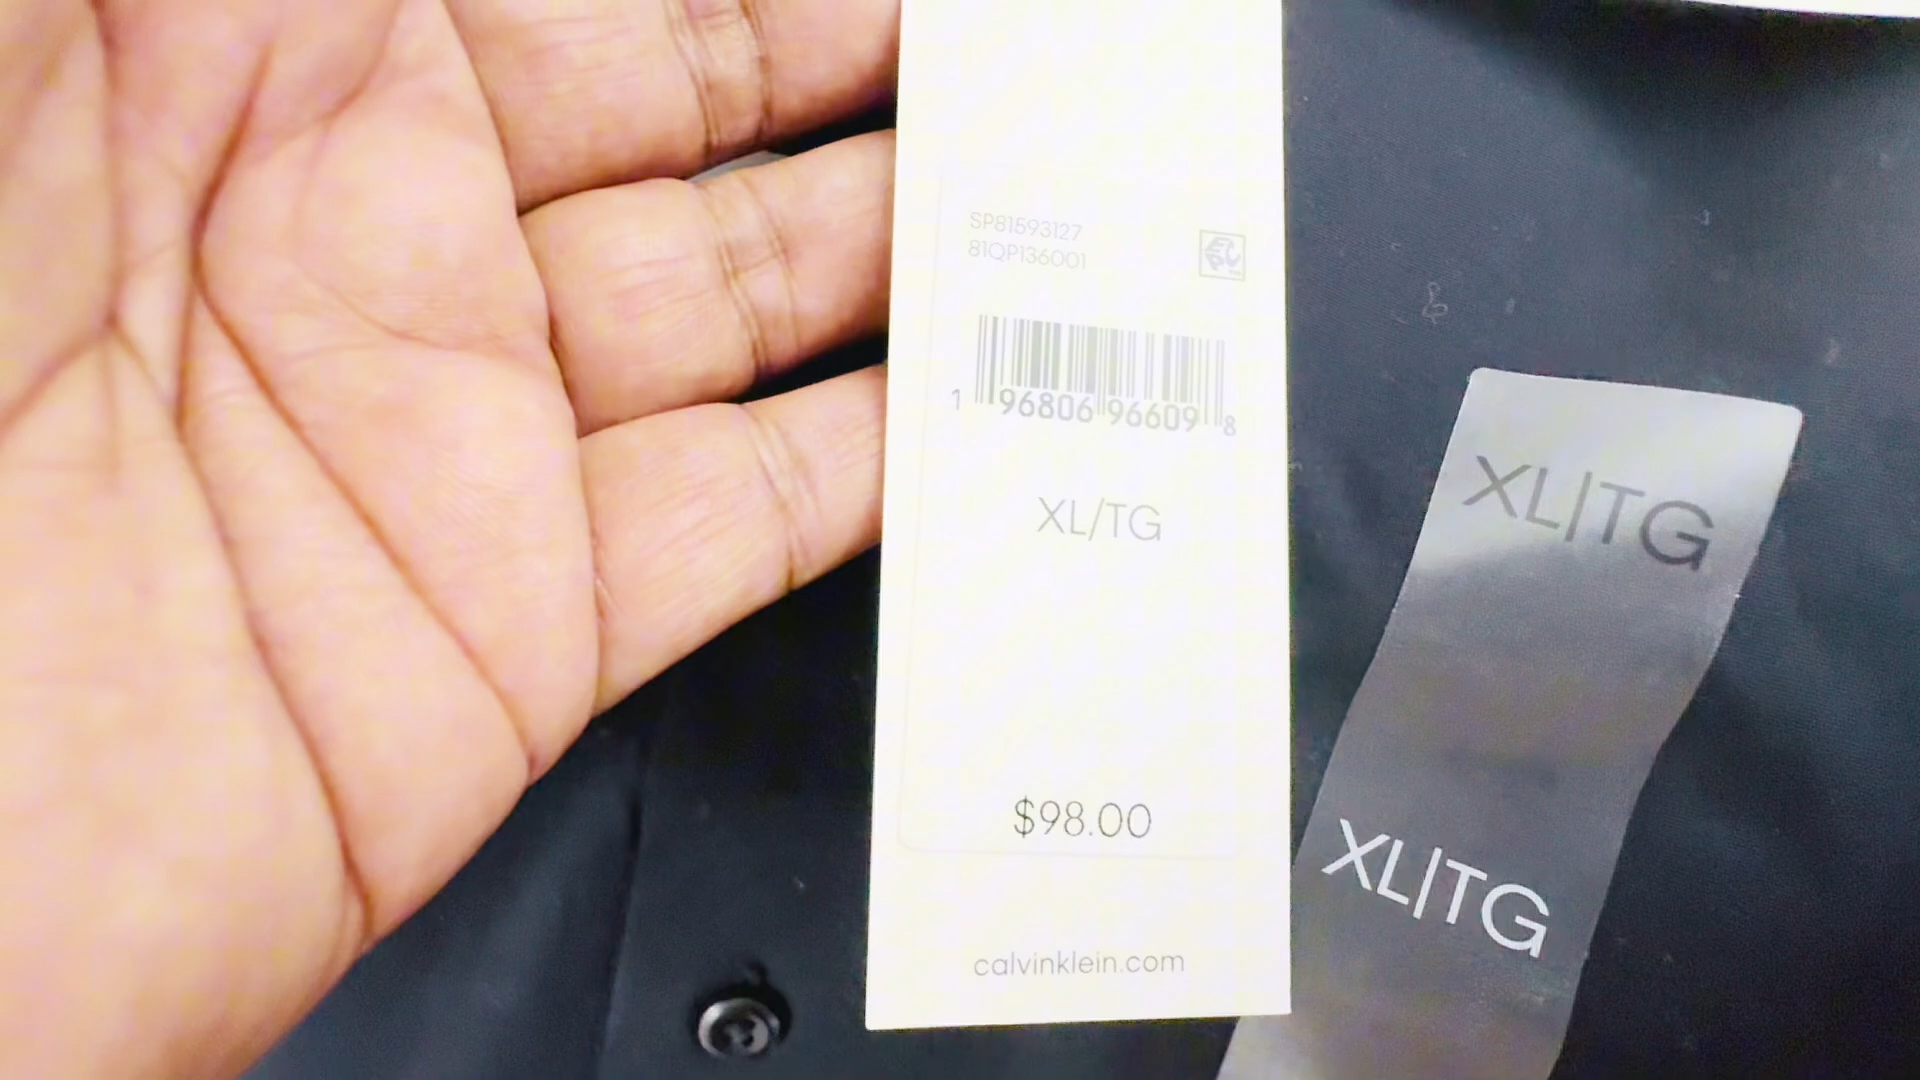 SP81593127
81QP136001
1 96806 96609 8
XL/TG
$98.00
calvinklein.com
XL|TG
XL|TG